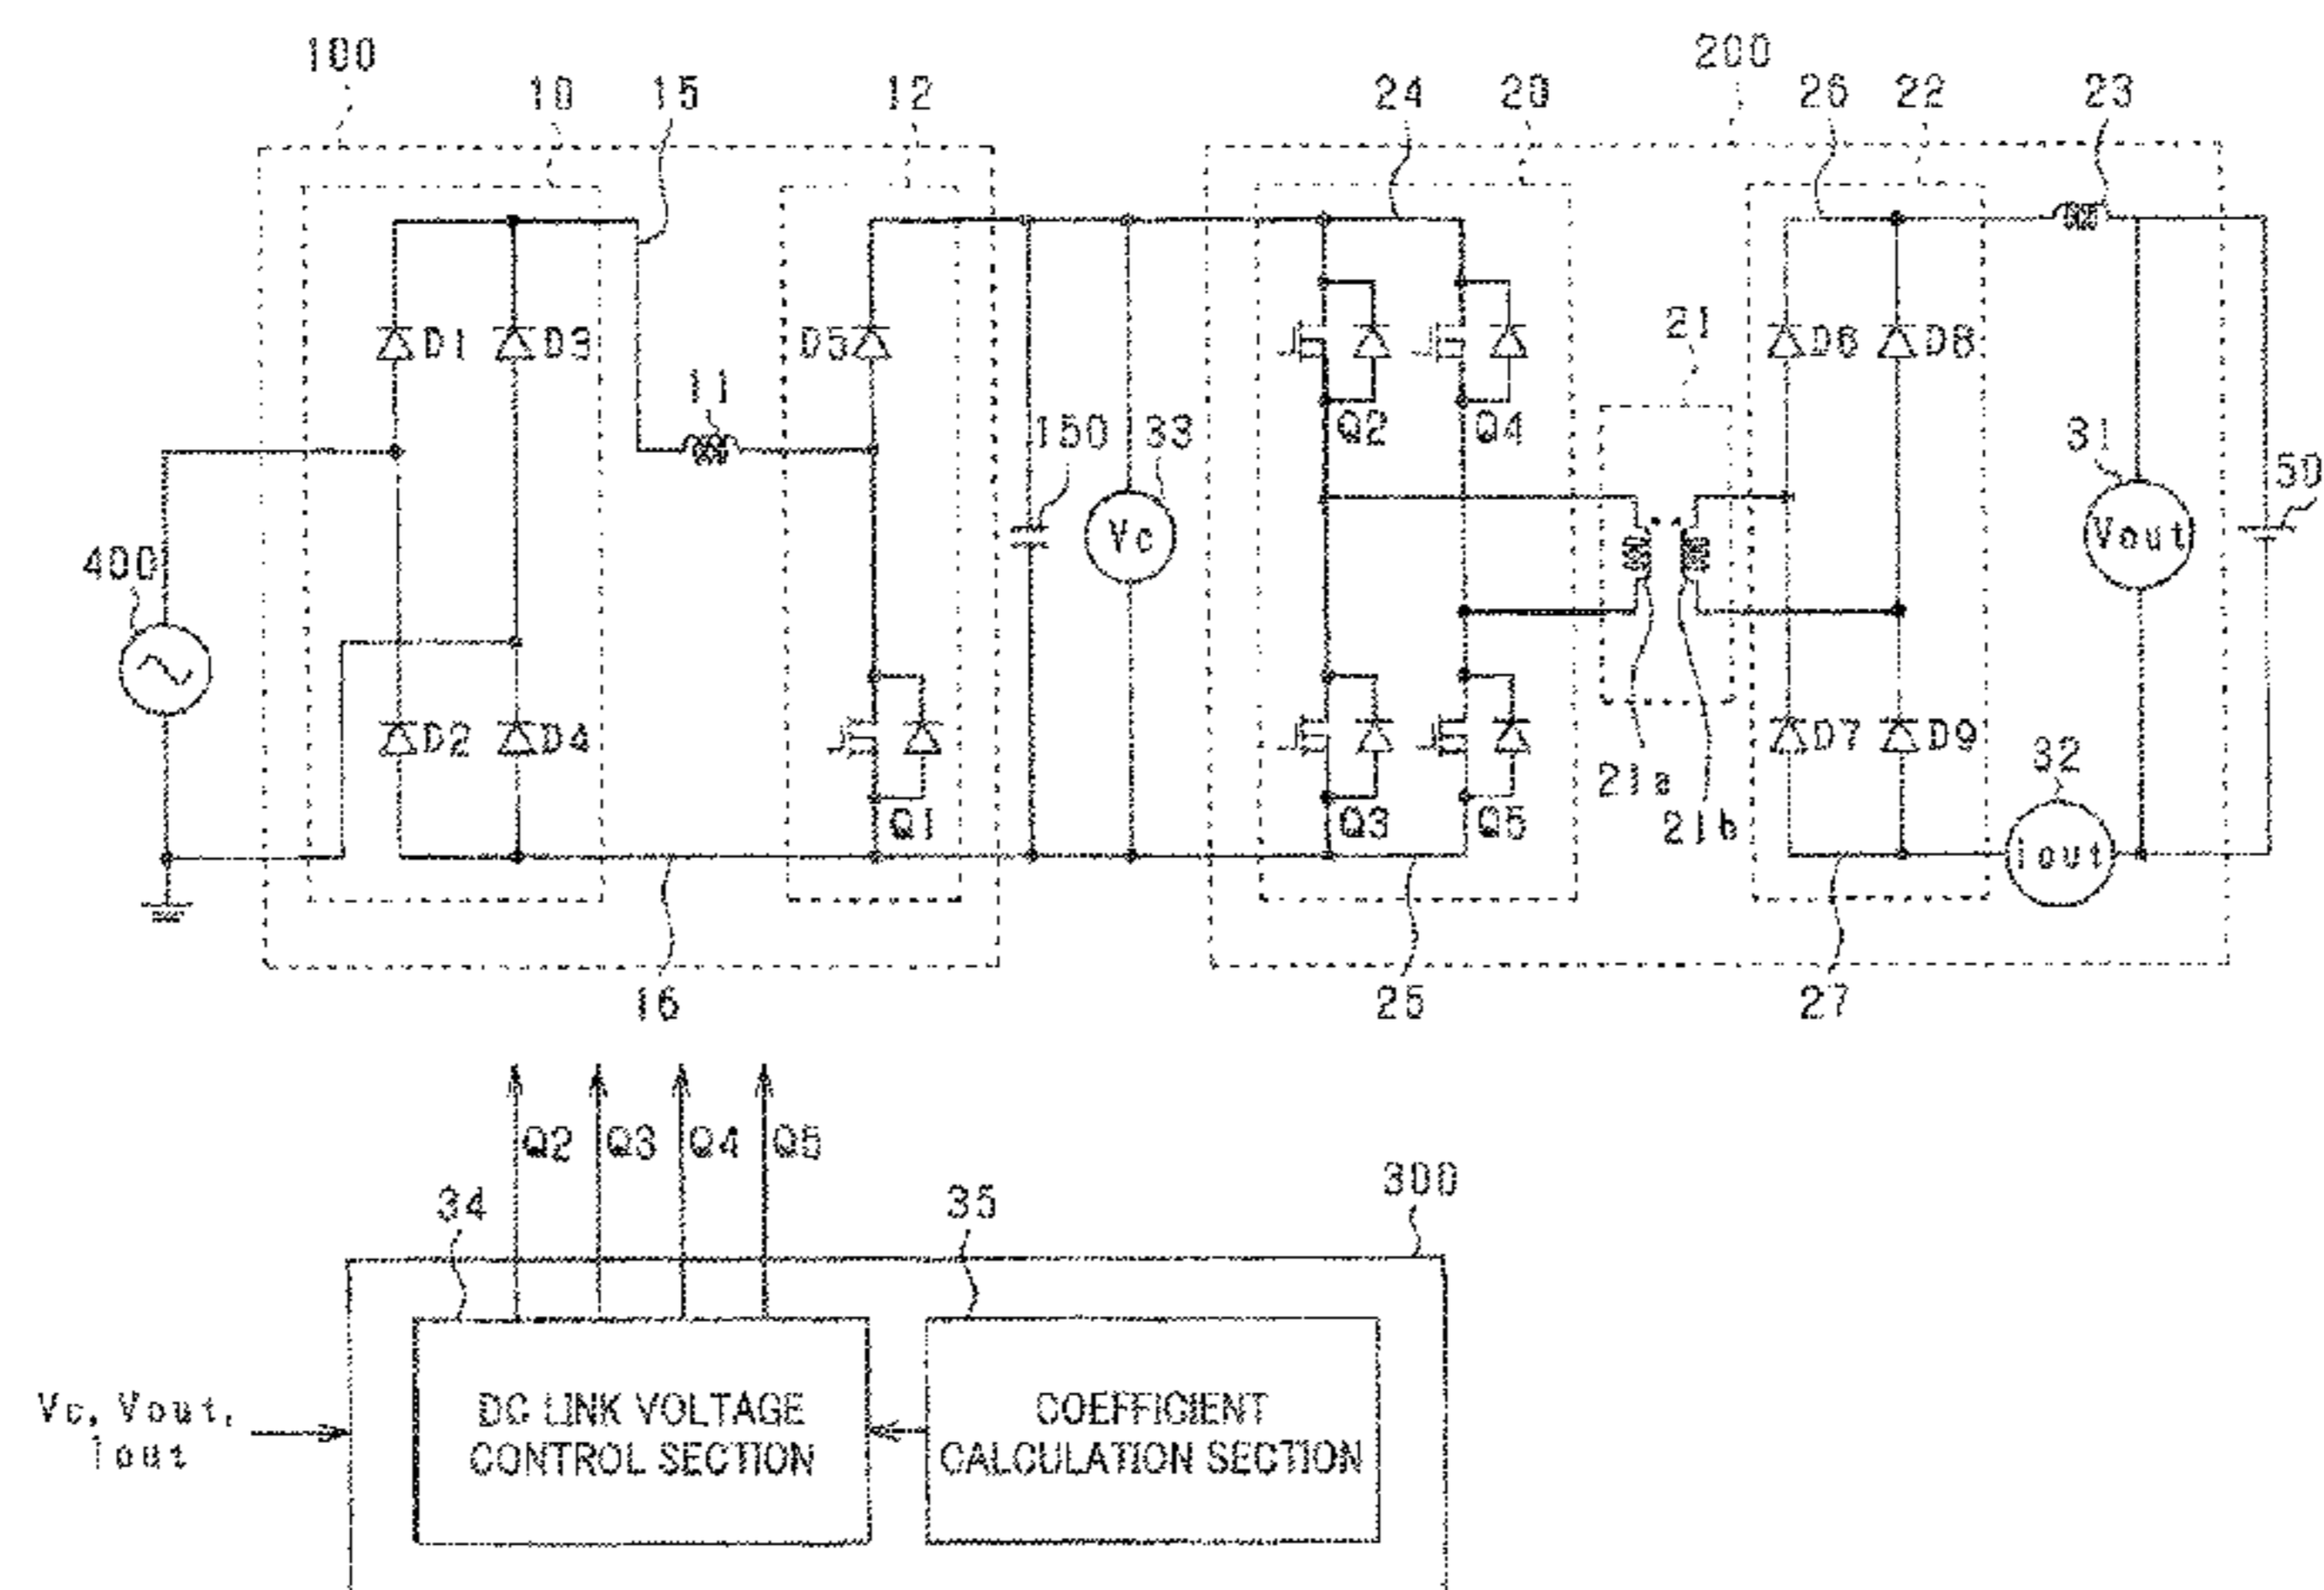 100
10
15
12
24
20
200
26
22
23
D1
D3
D5
11
150
33
Vc
Q2
Q4
21
D6
D8
31
Vout
50
400
D2
D4
Q1
Q3
Q5
21a
21b
D7
D9
32
Iout
16
25
27
Q2
Q3
Q4
Q5
34
35
300
Vc, Vout,
Iout
DC LINK VOLTAGE
CONTROL SECTION
COEFFICIENT
CALCULATION SECTION